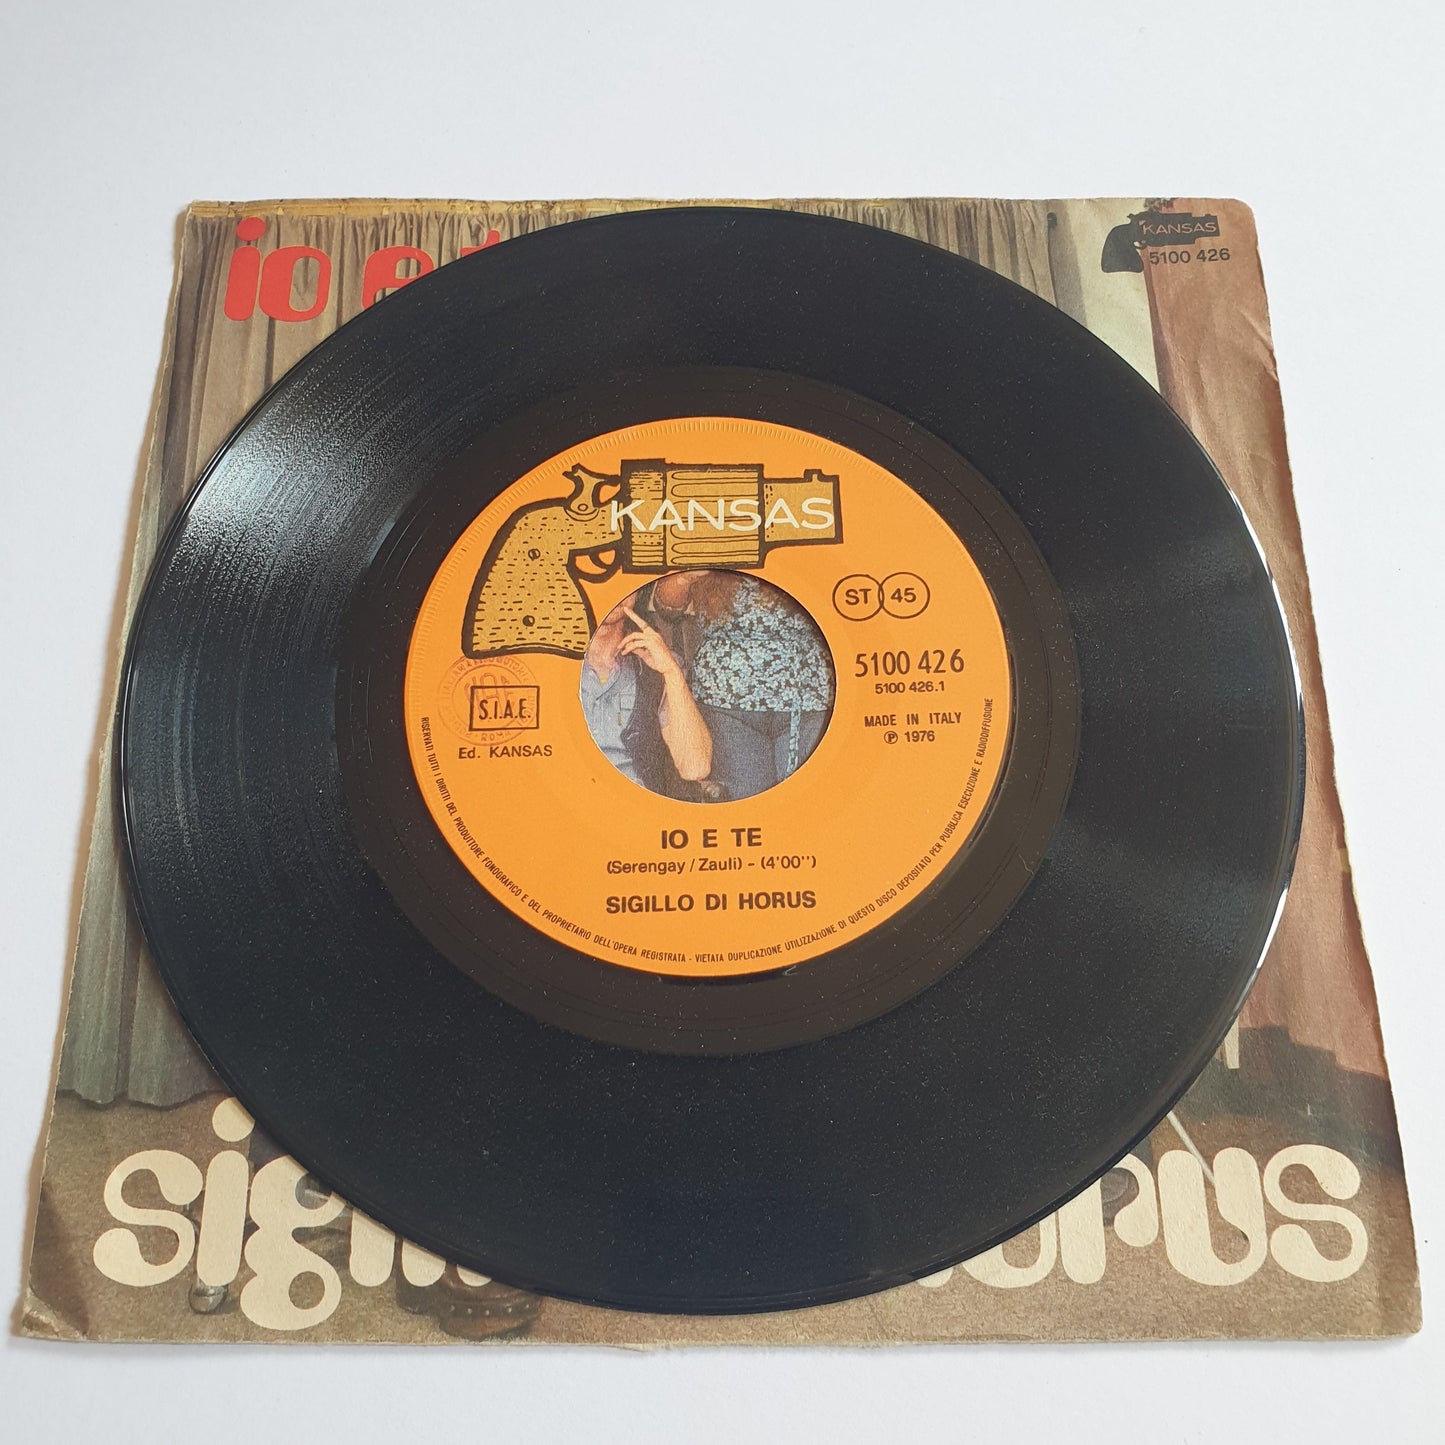 io e
KANSAS
5100 426
KANSAS
ST 45
5100 426
5100 426.1
MADE IN ITALY
℗ 1976
S.I.A.E.
Ed. KANSAS
IO E TE
(Serengay / Zauli) - (4'00'')
SIGILLO DI HORUS
RISERVATI TUTTI I DIRITTI DEL PRODUTTORE FONOGRAFICO E DEL PROPRIETARIO DELL'OPERA REGISTRATA - VIETATA DUPLICAZIONE UTILIZZAZIONE DI QUESTO DISCO DEPOSITATO PER PUBBLICA ESECUZIONE E RADIODIFFUSIONE